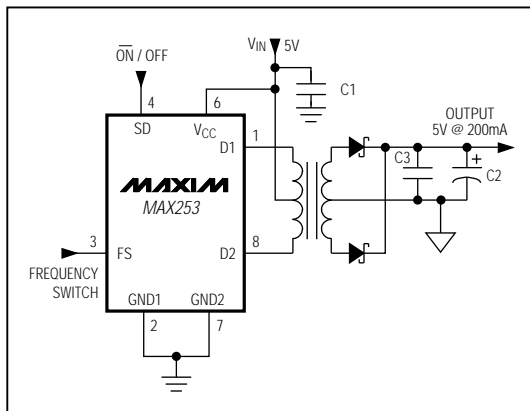 VIN 5V
ON / OFF
4
6
C1
SD
VCC
OUTPUT
5V @ 200mA
D1
1
C3
+
C2
MAXIM
MAX253
3
FS
D2
8
FREQUENCY
SWITCH
GND1
GND2
2
7